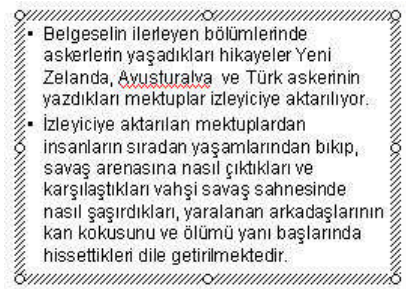 ▪ Belgeselin ilerleyen bölümlerinde
askerlerin yaşadıkları hikayeler Yeni
Zelanda, Avusturalya ve Türk askerinin
yazdıkları mektuplar izleyiciye aktarılıyor.
▪ İzleyiciye aktarılan mektuplardan
insanların sıradan yaşamlarından bıkıp,
savaş arenasına nasıl çıktıkları ve
karşılaştıkları vahşi savaş sahnesinde
nasıl şaşırdıkları, yaralanan arkadaşlarının
kan kokusunu ve ölümü yanı başlarında
hissettikleri dile getirilmektedir.